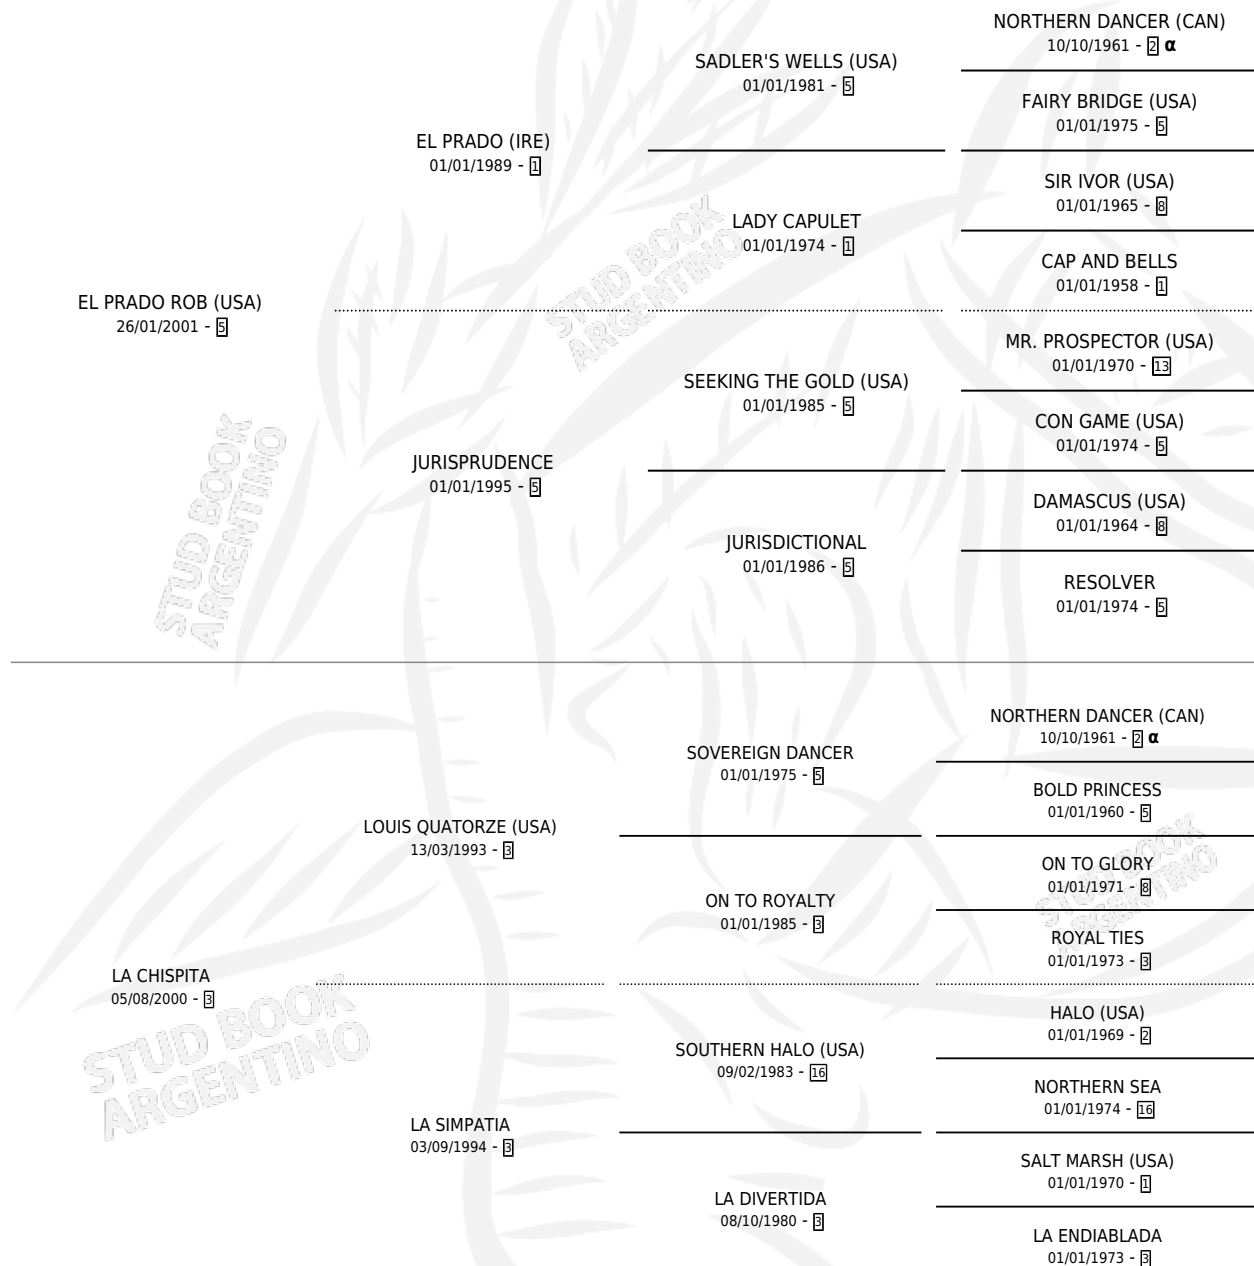 NORTHERN DANCER (CAN)
10/10/1961 - 2 α
SADLER'S WELLS (USA)
01/01/1981 - 5
FAIRY BRIDGE (USA)
01/01/1975 - 5
EL PRADO (IRE)
01/01/1989 - 1
SIR IVOR (USA)
01/01/1965 - 8
LADY CAPULET
01/01/1974 - 1
CAP AND BELLS
01/01/1958 - 1
EL PRADO ROB (USA)
26/01/2001 - 5
MR. PROSPECTOR (USA)
01/01/1970 - 13
SEEKING THE GOLD (USA)
01/01/1985 - 5
CON GAME (USA)
01/01/1974 - 5
JURISPRUDENCE
01/01/1995 - 5
DAMASCUS (USA)
01/01/1964 - 8
JURISDICTIONAL
01/01/1986 - 5
RESOLVER
01/01/1974 - 5
STUD BOOK
ARGENTINO
STUD BOOK
ARGENTINO
NORTHERN DANCER (CAN)
10/10/1961 - 2 α
SOVEREIGN DANCER
01/01/1975 - 5
BOLD PRINCESS
01/01/1960 - 5
LOUIS QUATORZE (USA)
13/03/1993 - 3
ON TO GLORY
01/01/1971 - 8
ON TO ROYALTY
01/01/1985 - 3
ROYAL TIES
01/01/1973 - 3
LA CHISPITA
05/08/2000 - 3
HALO (USA)
01/01/1969 - 2
SOUTHERN HALO (USA)
09/02/1983 - 16
NORTHERN SEA
01/01/1974 - 16
LA SIMPATIA
03/09/1994 - 3
SALT MARSH (USA)
01/01/1970 - 1
LA DIVERTIDA
08/10/1980 - 3
LA ENDIABLADA
01/01/1973 - 3
STUD BOOK
ARGENTINO
STUD BOOK
ARGENTINO